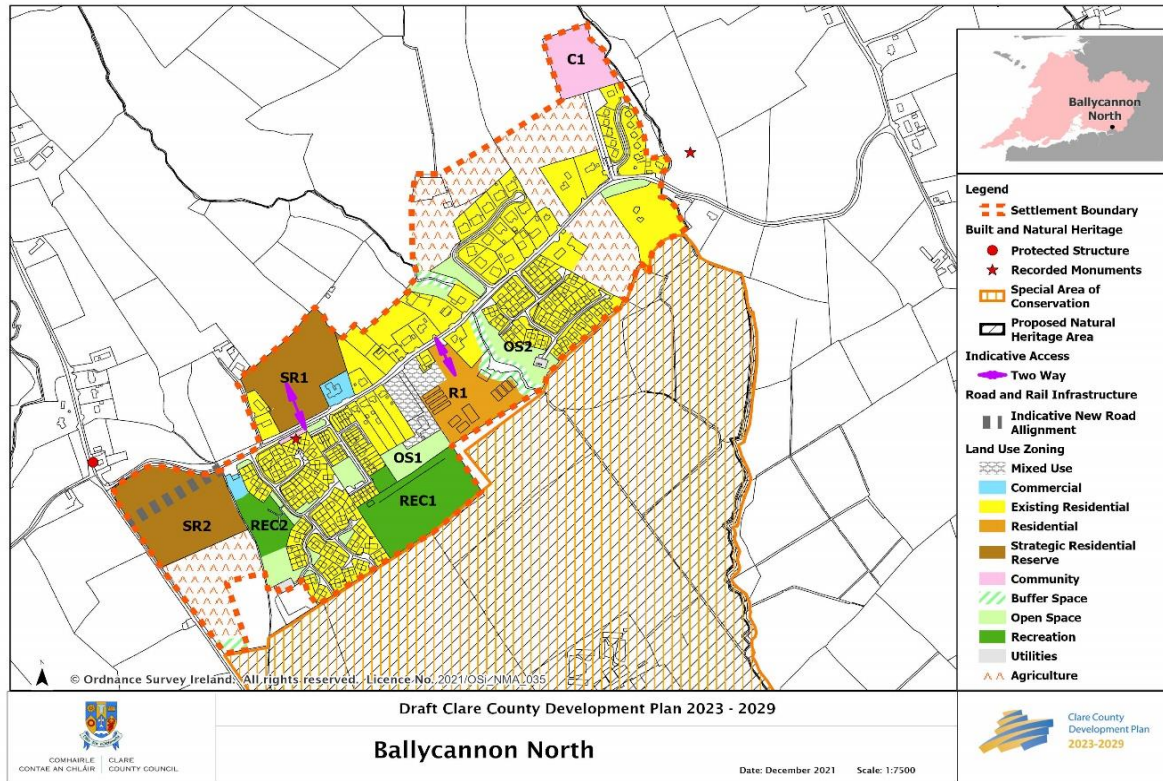 C1
SR1
R1
OS2
OS1
REC1
REC2
SR2
© Ordnance Survey Ireland. All rights reserved. Licence No. 2021/OSi/NMA_035
Ballycannon
North
Legend
Settlement Boundary
Built and Natural Heritage
Protected Structure
Recorded Monuments
Special Area of
Conservation
Proposed Natural
Heritage Area
Indicative Access
Two Way
Road and Rail Infrastructure
Indicative New Road
Allignment
Land Use Zoning
Mixed Use
Commercial
Existing Residential
Residential
Strategic Residential
Reserve
Community
Buffer Space
Open Space
Recreation
Utilities
Agriculture
COMHAIRLE
CONTAE AN CHLÁIR
CLARE
COUNTY COUNCIL
Draft Clare County Development Plan 2023 - 2029
Ballycannon North
Date: December 2021 Scale: 1:7500
Clare County
Development Plan
2023-2029